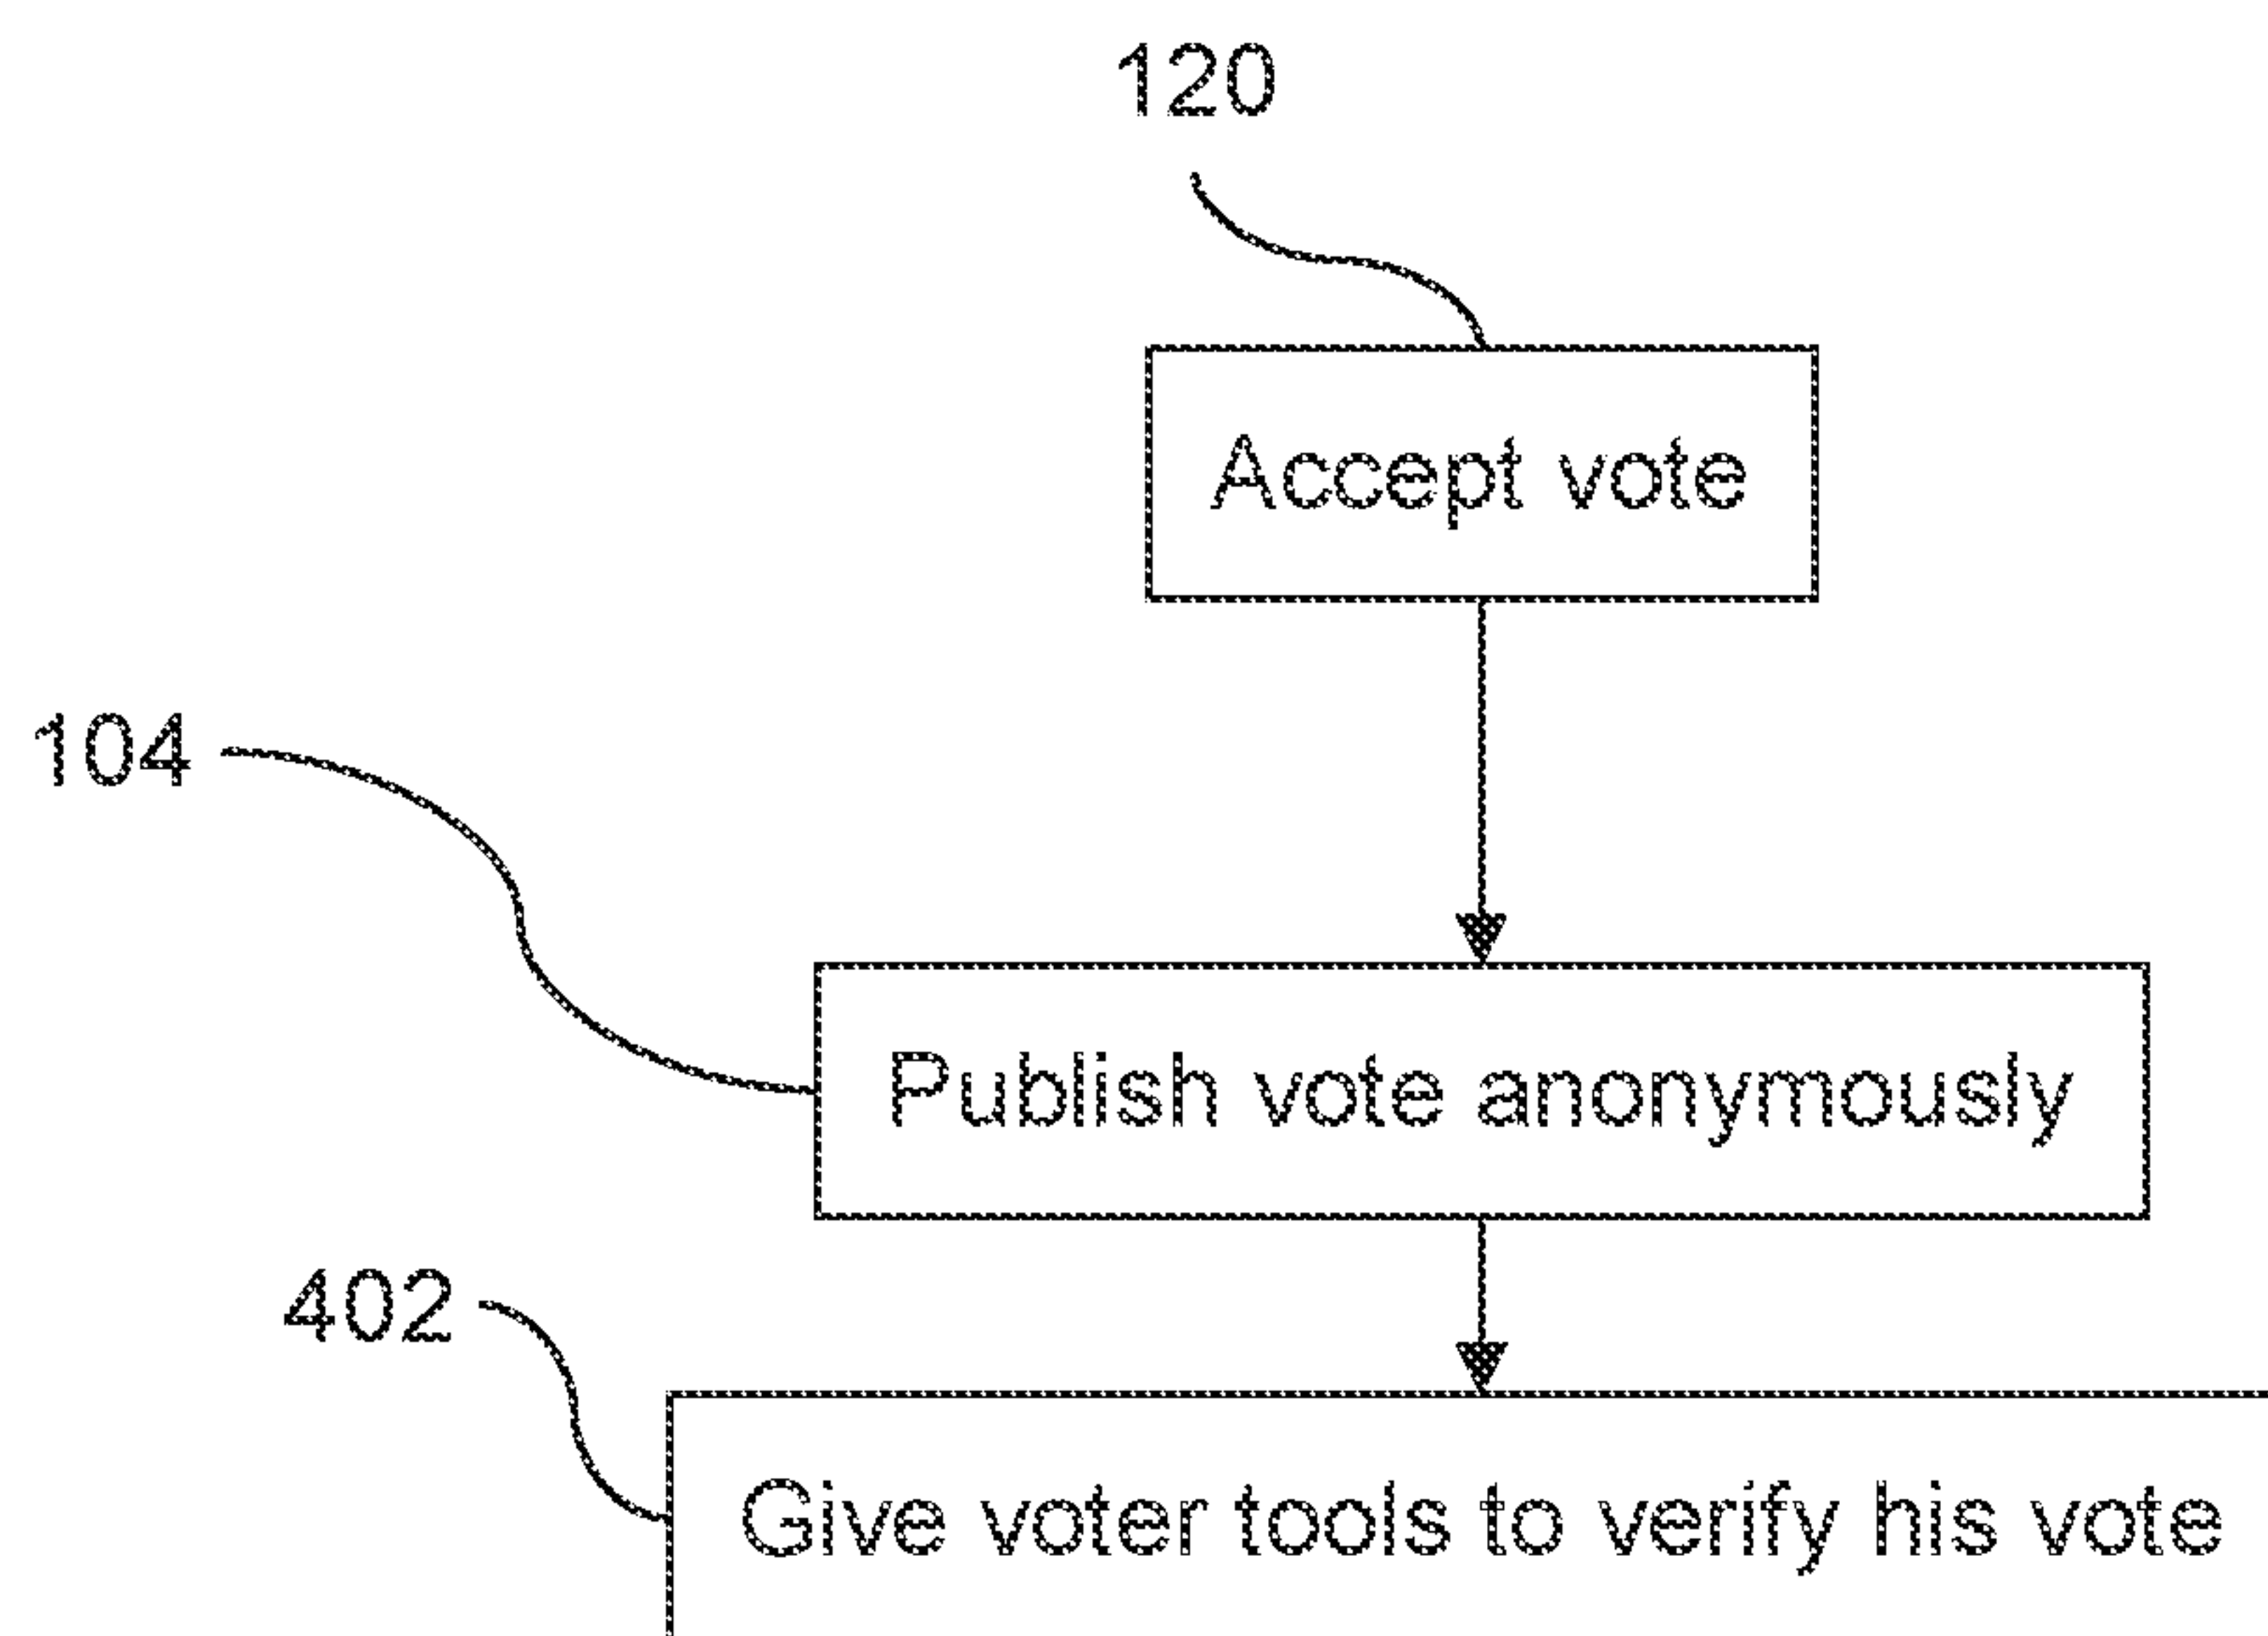 120
Accept vote
104
Publish vote anonymously
402
Give voter tools to verify his vote